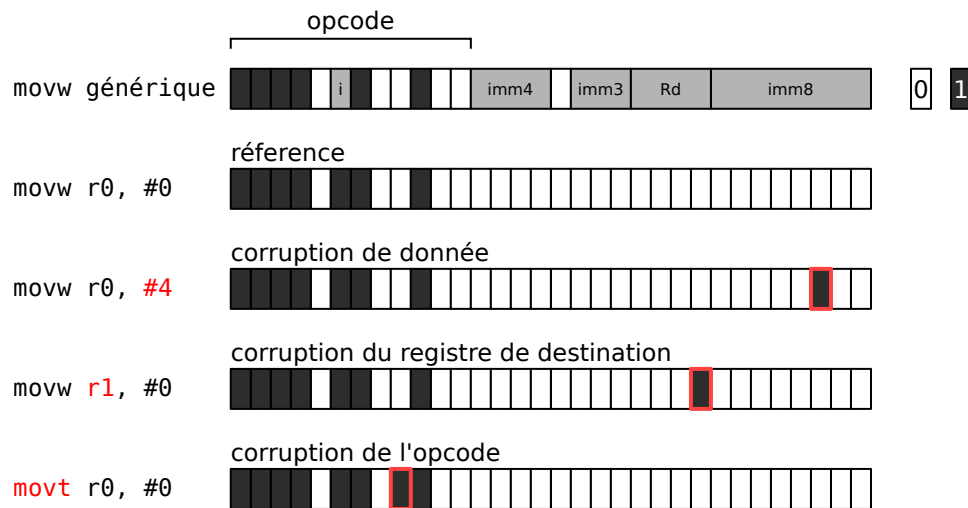 opcode
movw générique i imm4 imm3 Rd imm8 0 1
réference
movw r0, #0
corruption de donnée
movw r0, #4
corruption du registre de destination
movw r1, #0
corruption de l'opcode
movt r0, #0